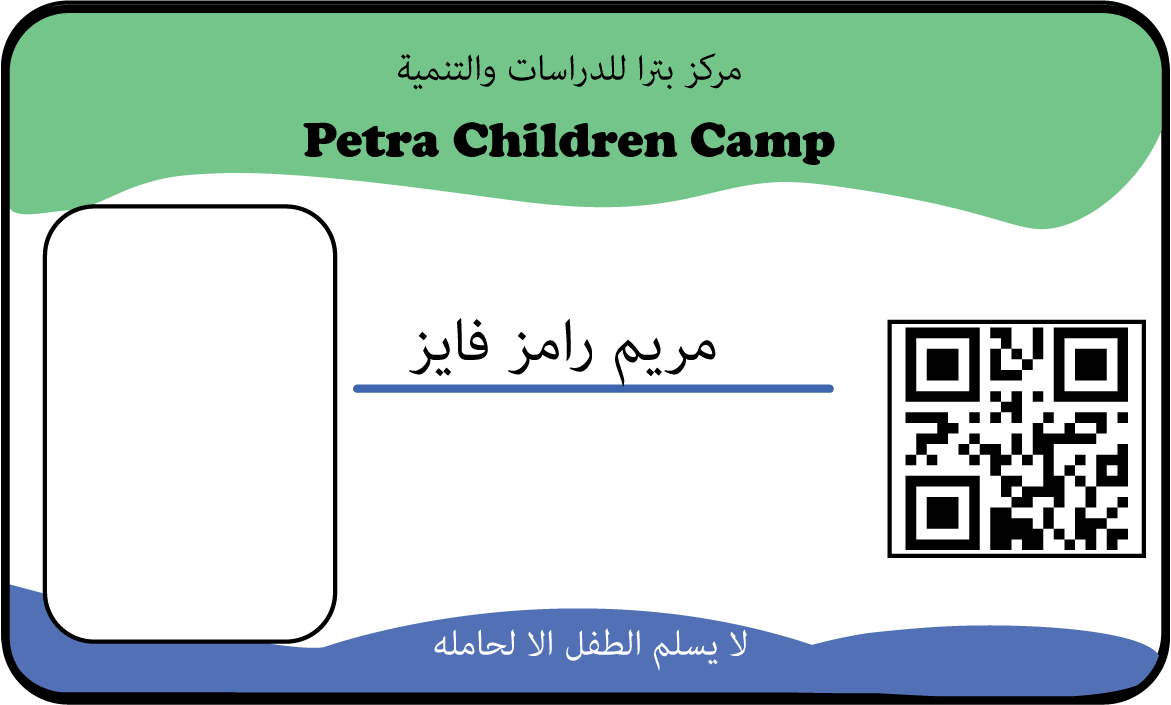 مركز بترا للدراسات والتنمية
Petra Children Camp
مريم رامز فايز
لا يسلم الطفل الا لحامله